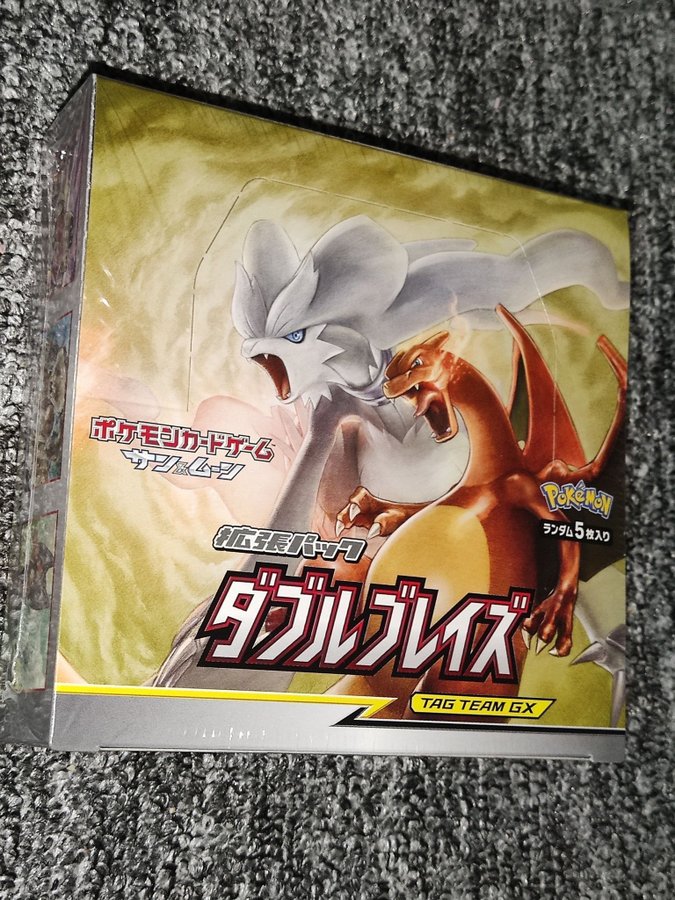 ポケモンカードゲーム
サン&ムーン
Pokémon
ランダム5枚入り
拡張パック
ダブルブレイズ
TAG TEAM GX